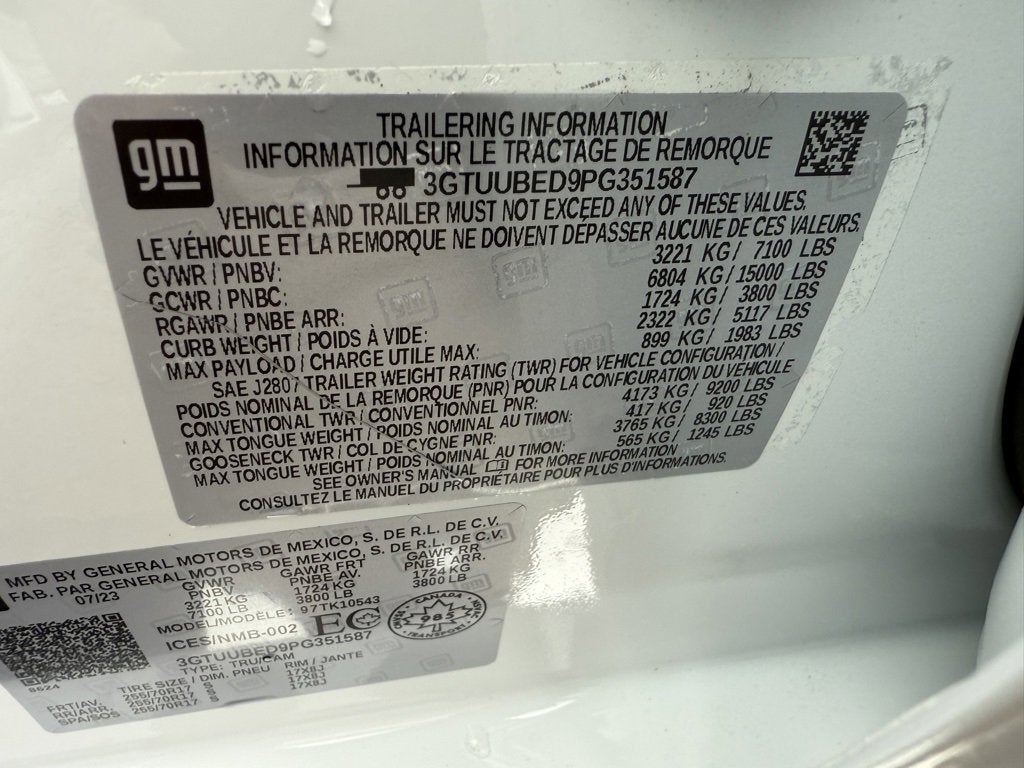 gm
TRAILERING INFORMATION
INFORMATION SUR LE TRACTAGE DE REMORQUE
3GTUUBED9PG351587
VEHICLE AND TRAILER MUST NOT EXCEED ANY OF THESE VALUES.
LE VÉHICULE ET LA REMORQUE NE DOIVENT DÉPASSER AUCUNE DE CES VALEURS.
GVWR / PNBV: 3221 KG/ 7100 LBS
GCWR / PNBC: 6804 KG/15000 LBS
RGAWR / PNBE ARR: 1724 KG/ 3800 LBS
CURB WEIGHT / POIDS À VIDE: 2322 KG/ 5117 LBS
MAX PAYLOAD / CHARGE UTILE MAX: 899 KG/ 1983 LBS
SAE J2807 TRAILER WEIGHT RATING (TWR) FOR VEHICLE CONFIGURATION /
POIDS NOMINAL DE LA REMORQUE (PNR) POUR LA CONFIGURATION DU VÉHICULE
CONVENTIONAL TWR / CONVENTIONNEL PNR: 4173 KG/ 9200 LBS
MAX TONGUE WEIGHT / POIDS NOMINAL AU TIMON: 417 KG/ 920 LBS
GOOSENECK TWR / COL DE CYGNE PNR: 3765 KG/ 8300 LBS
MAX TONGUE WEIGHT / POIDS NOMINAL AU TIMON: 565 KG/ 1245 LBS
SEE OWNER'S MANUAL FOR MORE INFORMATION
CONSULTEZ LE MANUEL DU PROPRIÉTAIRE POUR PLUS D'INFORMATIONS.
MFD BY GENERAL MOTORS DE MEXICO, S. DE R.L. DE C.V.
FAB. PAR GENERAL MOTORS DE MEXICO, S. DE R.L. DE C.V.
07/23 GVWR GAWR FRT GAWR RR
PNBV PNBE AV. PNBE ARR.
3221 KG 1724 KG 1724 KG
7100 LB 3800 LB 3800 LB
MODEL/MODÈLE: 97TK10543
ICES/NMB-002 EC CANADA 982 TRANSPORT
3GTUUBED9PG351587
TYPE: TRU/CAM
8624 TIRE SIZE / DIM. PNEU RIM / JANTE
FRT/AV. 255/70R17 S 17X8J
RR/ARR. 255/70R17 S 17X8J
SPA/SOS 255/70R17 S 17X8J